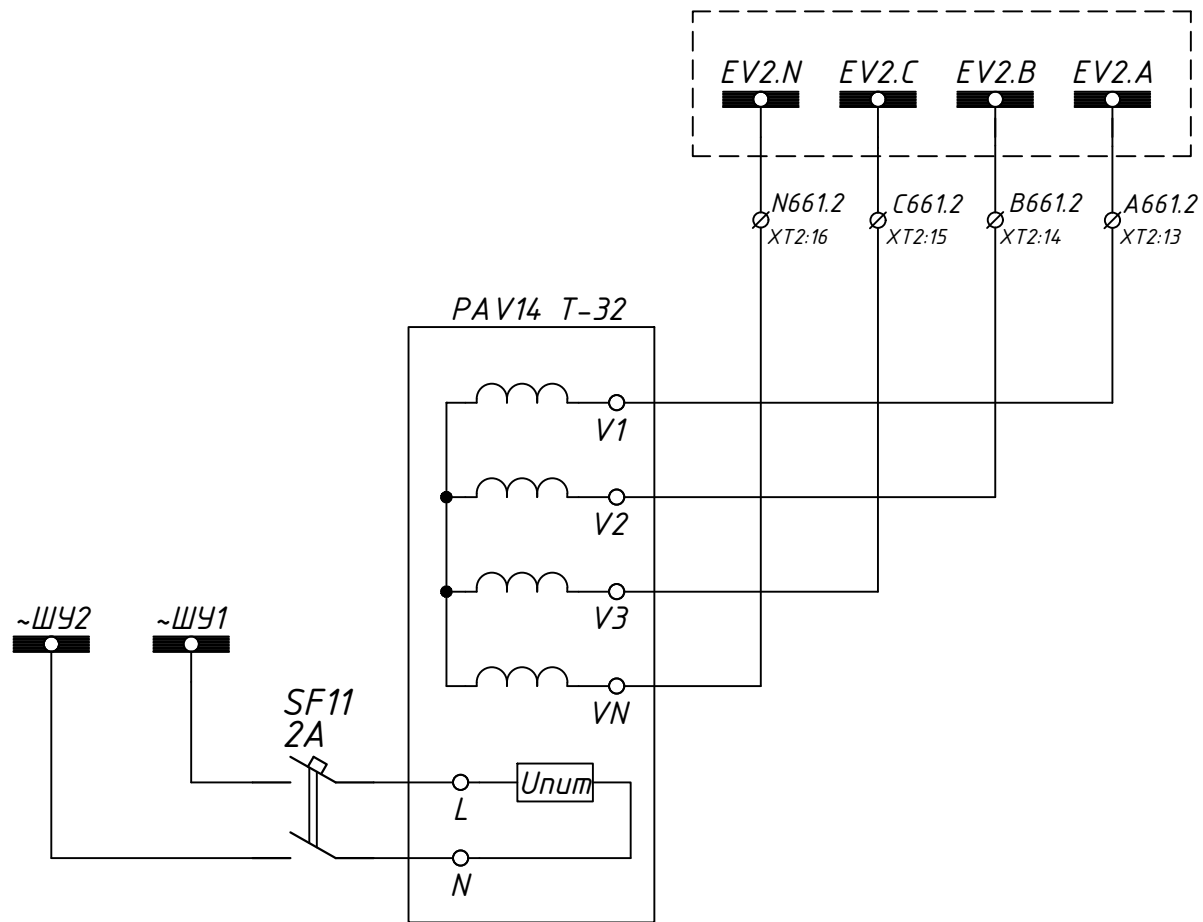 EV2.N EV2.C EV2.B EV2.A
N661.2 C661.2 B661.2 A661.2
XT2:16 XT2:15 XT2:14 XT2:13
PAV14 T-32
V1
V2
V3
~ШУ2 ~ШУ1
VN
SF11
2A
Uпит
L
N